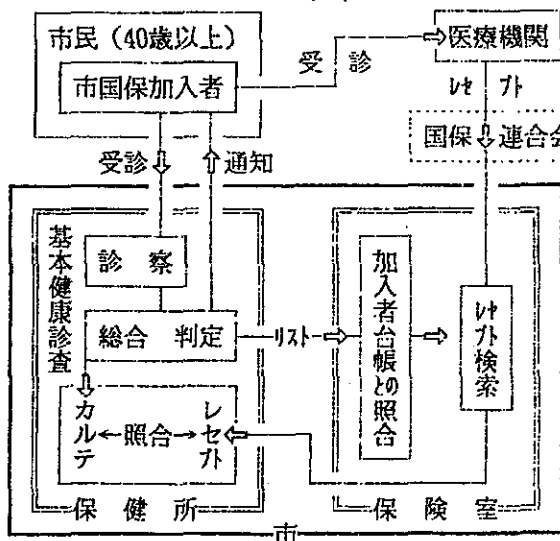 市民（40歳以上）
市国保加入者
受 診
医療機関
ﾚｾ ﾌﾟﾄ
国保 連合会
受診
通知
基本健康診査
診 察
総合 判定
リスト
加入者台帳との照合
ﾚｾﾌﾟﾄ検索
カルテ
←照合→
レセプト
保 健 所
保 険 室
市